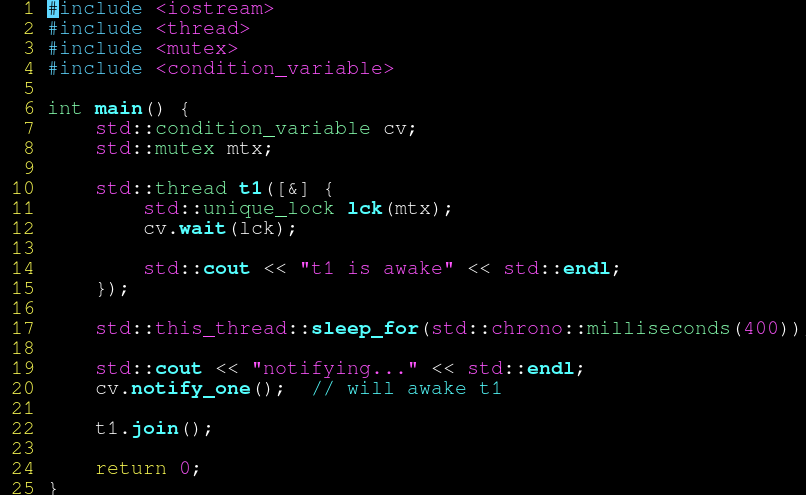 1 #include <iostream>
2 #include <thread>
3 #include <mutex>
4 #include <condition_variable>
5
6 int main() {
7     std::condition_variable cv;
8     std::mutex mtx;
9
10     std::thread t1([&] {
11         std::unique_lock lck(mtx);
12         cv.wait(lck);
13
14         std::cout << "t1 is awake" << std::endl;
15     });
16
17     std::this_thread::sleep_for(std::chrono::milliseconds(400))
18
19     std::cout << "notifying..." << std::endl;
20     cv.notify_one();  // will awake t1
21
22     t1.join();
23
24     return 0;
25 }